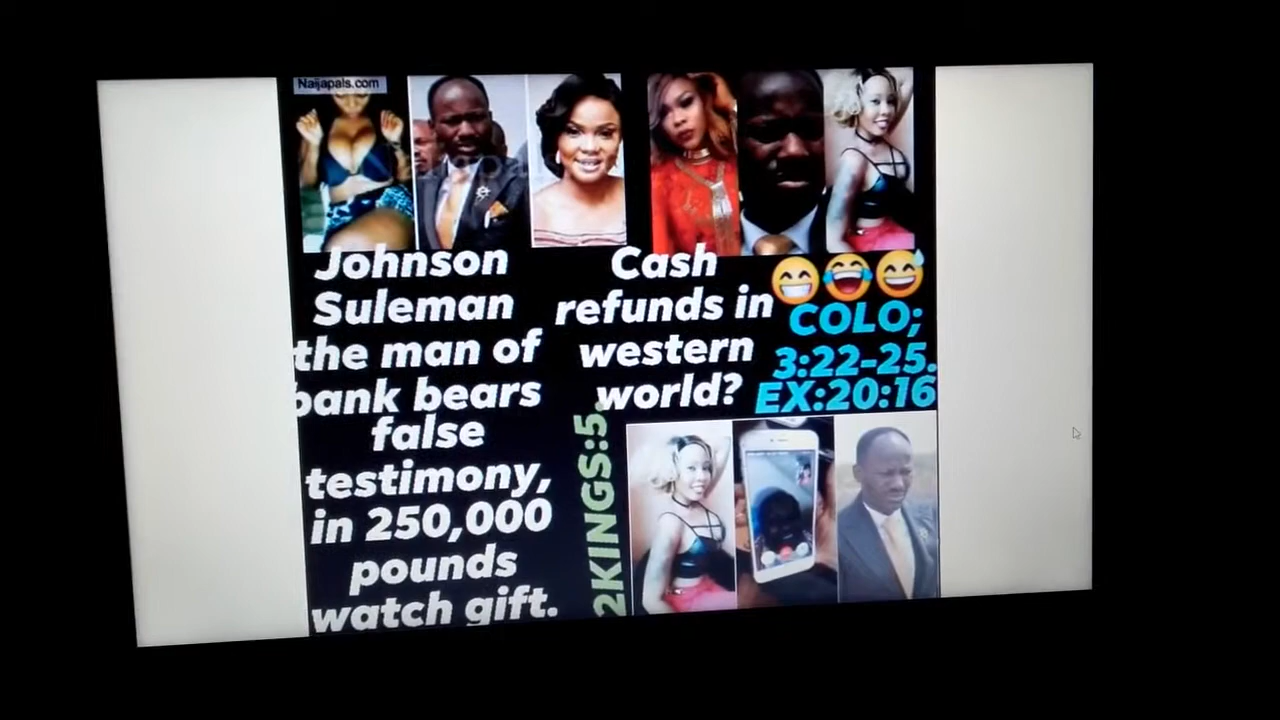 Naijapals.com
Johnson
Suleman
the man of
bank bears
false
testimony,
in 250,000
pounds
watch gift.
Cash
refunds in
western
world?
COLO;
3:22-25.
EX:20:16
2KINGS:5.